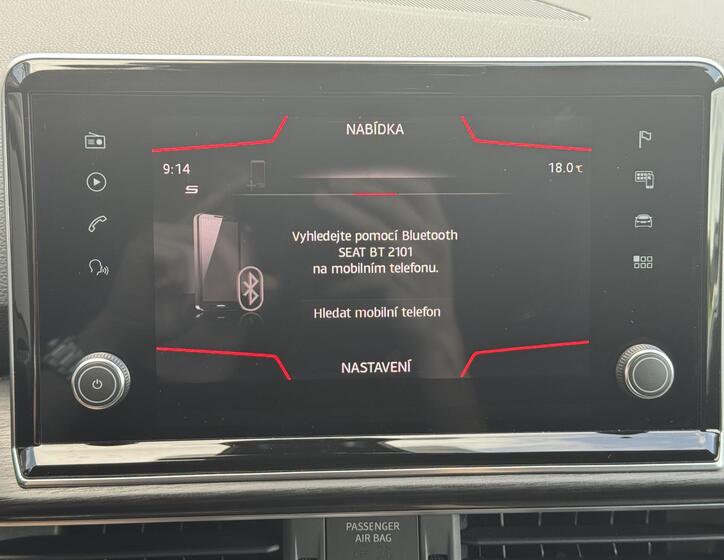 NABÍDKA
9:14
18.0°C
Vyhledejte pomocí Bluetooth
SEAT BT 2101
na mobilním telefonu.
Hledat mobilní telefon
NASTAVENÍ
PASSENGER
AIR BAG